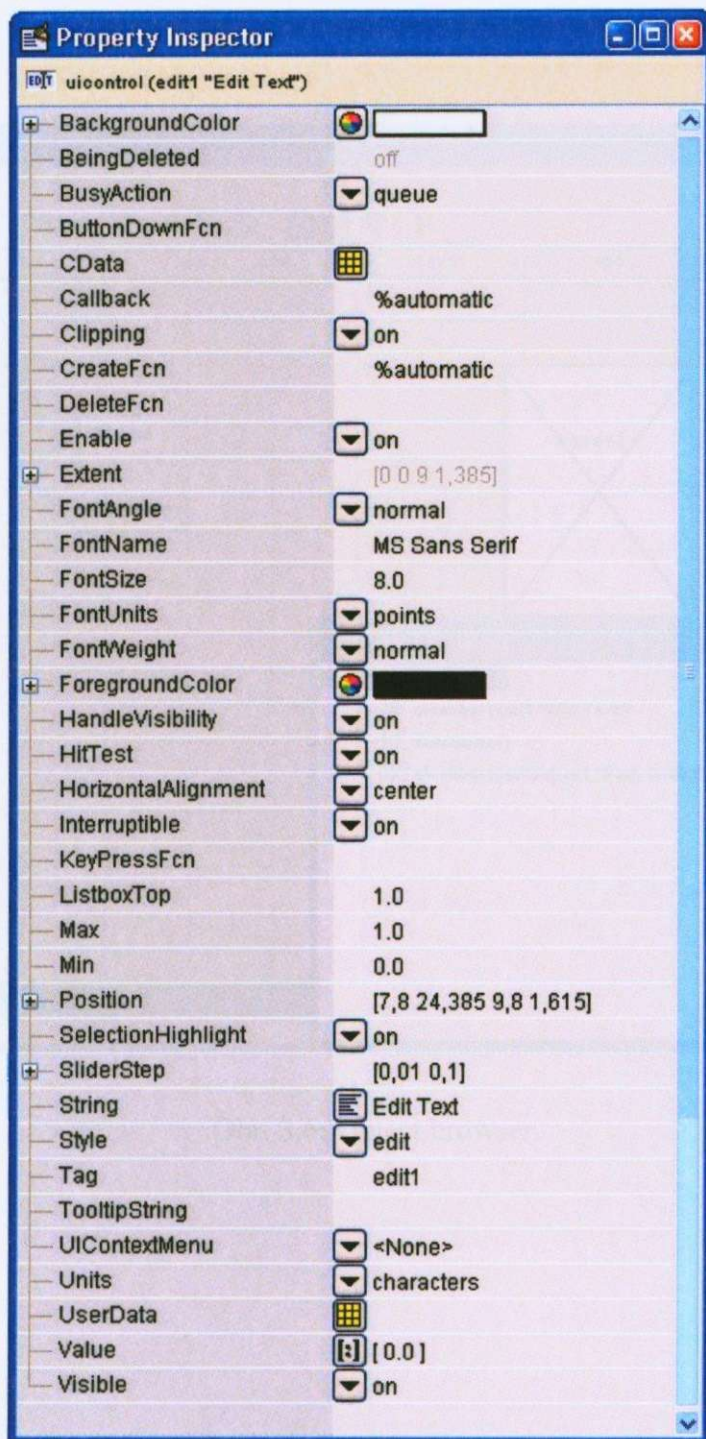 Property Inspector
EDIT uicontrol (edit1 "Edit Text")
BackgroundColor
BeingDeleted off
BusyAction queue
ButtonDownFcn
CData
Callback %automatic
Clipping on
CreateFcn %automatic
DeleteFcn
Enable on
Extent [0 0 9 1,385]
FontAngle normal
FontName MS Sans Serif
FontSize 8.0
FontUnits points
FontWeight normal
ForegroundColor
HandleVisibility on
HitTest on
HorizontalAlignment center
Interruptible on
KeyPressFcn
ListboxTop 1.0
Max 1.0
Min 0.0
Position [7,8 24,385 9,8 1,615]
SelectionHighlight on
SliderStep [0,01 0,1]
String Edit Text
Style edit
Tag edit1
TooltipString
UIContextMenu <None>
Units characters
UserData
Value [ 0.0 ]
Visible on